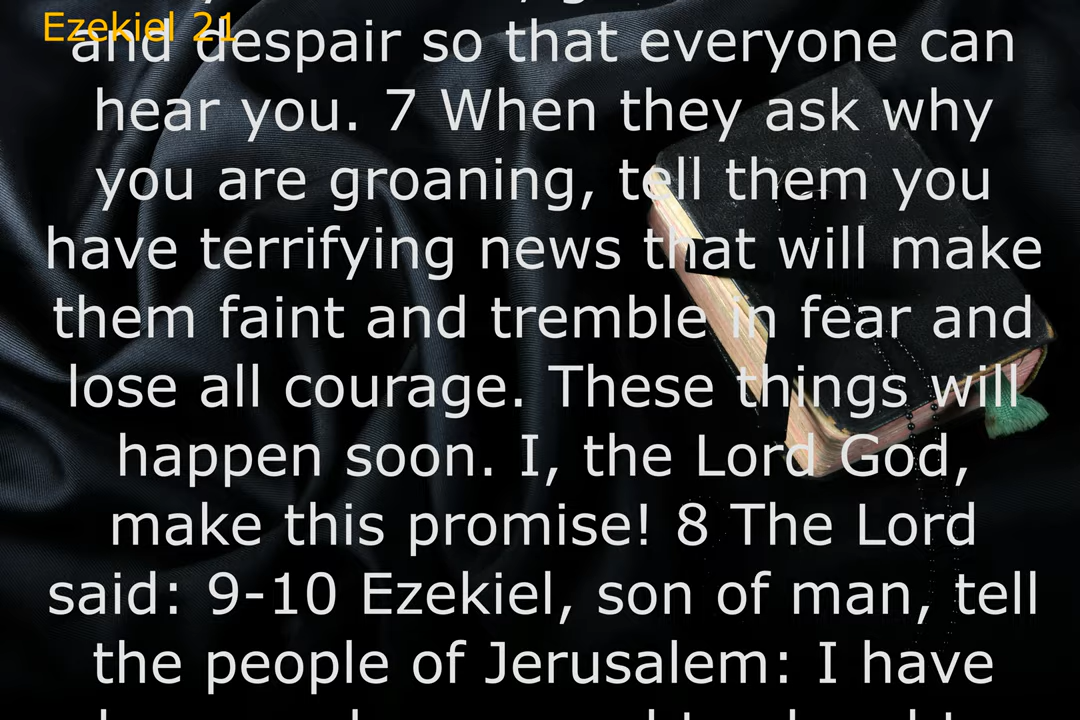 Ezekiel 21
and despair so that everyone can
hear you. 7 When they ask why
you are groaning, tell them you
have terrifying news that will make
them faint and tremble in fear and
lose all courage. These things will
happen soon. I, the Lord God,
make this promise! 8 The Lord
said: 9-10 Ezekiel, son of man, tell
the people of Jerusalem: I have